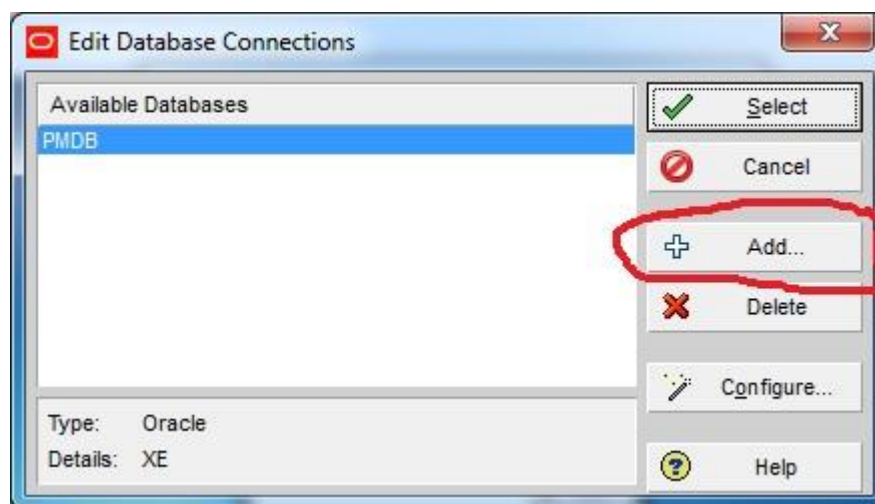 Edit Database Connections
Available Databases
PMDB
Select
Cancel
Add...
Delete
Configure...
Help
Type: Oracle
Details: XE